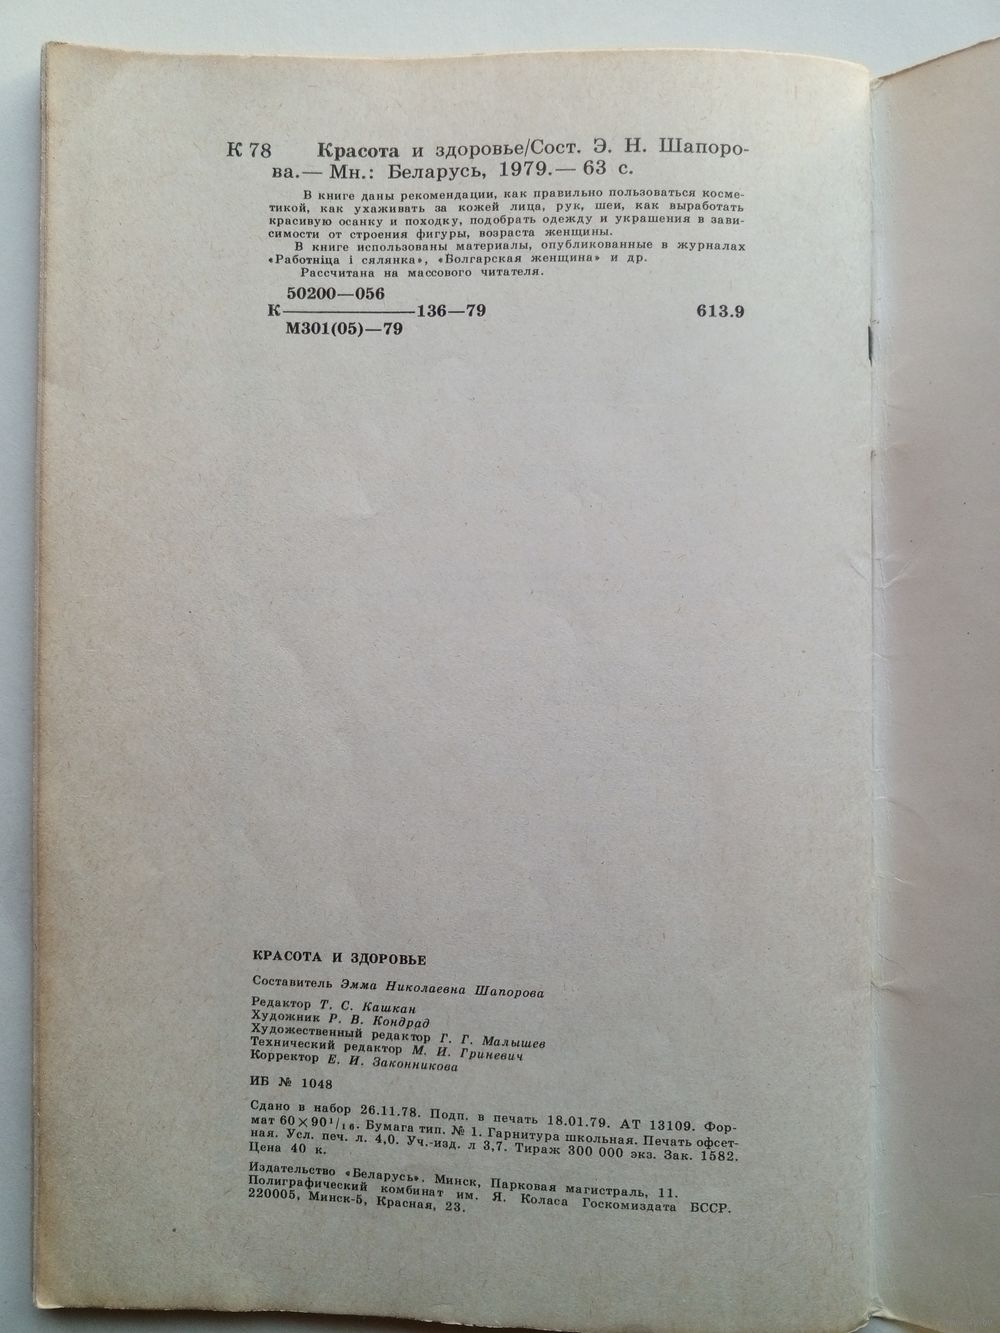 К 78 Красота и здоровье/Сост. Э. Н. Шапоро-
ва.— Мн.: Беларусь, 1979.— 63 с.
В книге даны рекомендации, как правильно пользоваться косме-
тикой, как ухаживать за кожей лица, рук, шеи, как выработать
красивую осанку и походку, подобрать одежду и украшения в зави-
симости от строения фигуры, возраста женщины.
В книге использованы материалы, опубликованные в журналах
«Работніца і сялянка», «Болгарская женщина» и др.
Рассчитана на массового читателя.
50200—056
К————136—79 613.9
М301(05)—79
КРАСОТА И ЗДОРОВЬЕ
Составитель Эмма Николаевна Шапорова
Редактор Т. С. Кашкан
Художник Р. В. Кондрад
Художественный редактор Г. Г. Малышев
Технический редактор М. И. Гриневич
Корректор Е. И. Законникова
ИБ № 1048
Сдано в набор 26.11.78. Подп. в печать 18.01.79. АТ 13109. Фор-
мат 60×90¹/₁₆. Бумага тип. № 1. Гарнитура школьная. Печать офсет-
ная. Усл. печ. л. 4,0. Уч.-изд. л 3,7. Тираж 300 000 экз. Зак. 1582.
Цена 40 к.
Издательство «Беларусь». Минск, Парковая магистраль, 11.
Полиграфический комбинат им. Я. Коласа Госкомиздата БССР.
220005, Минск-5, Красная, 23.